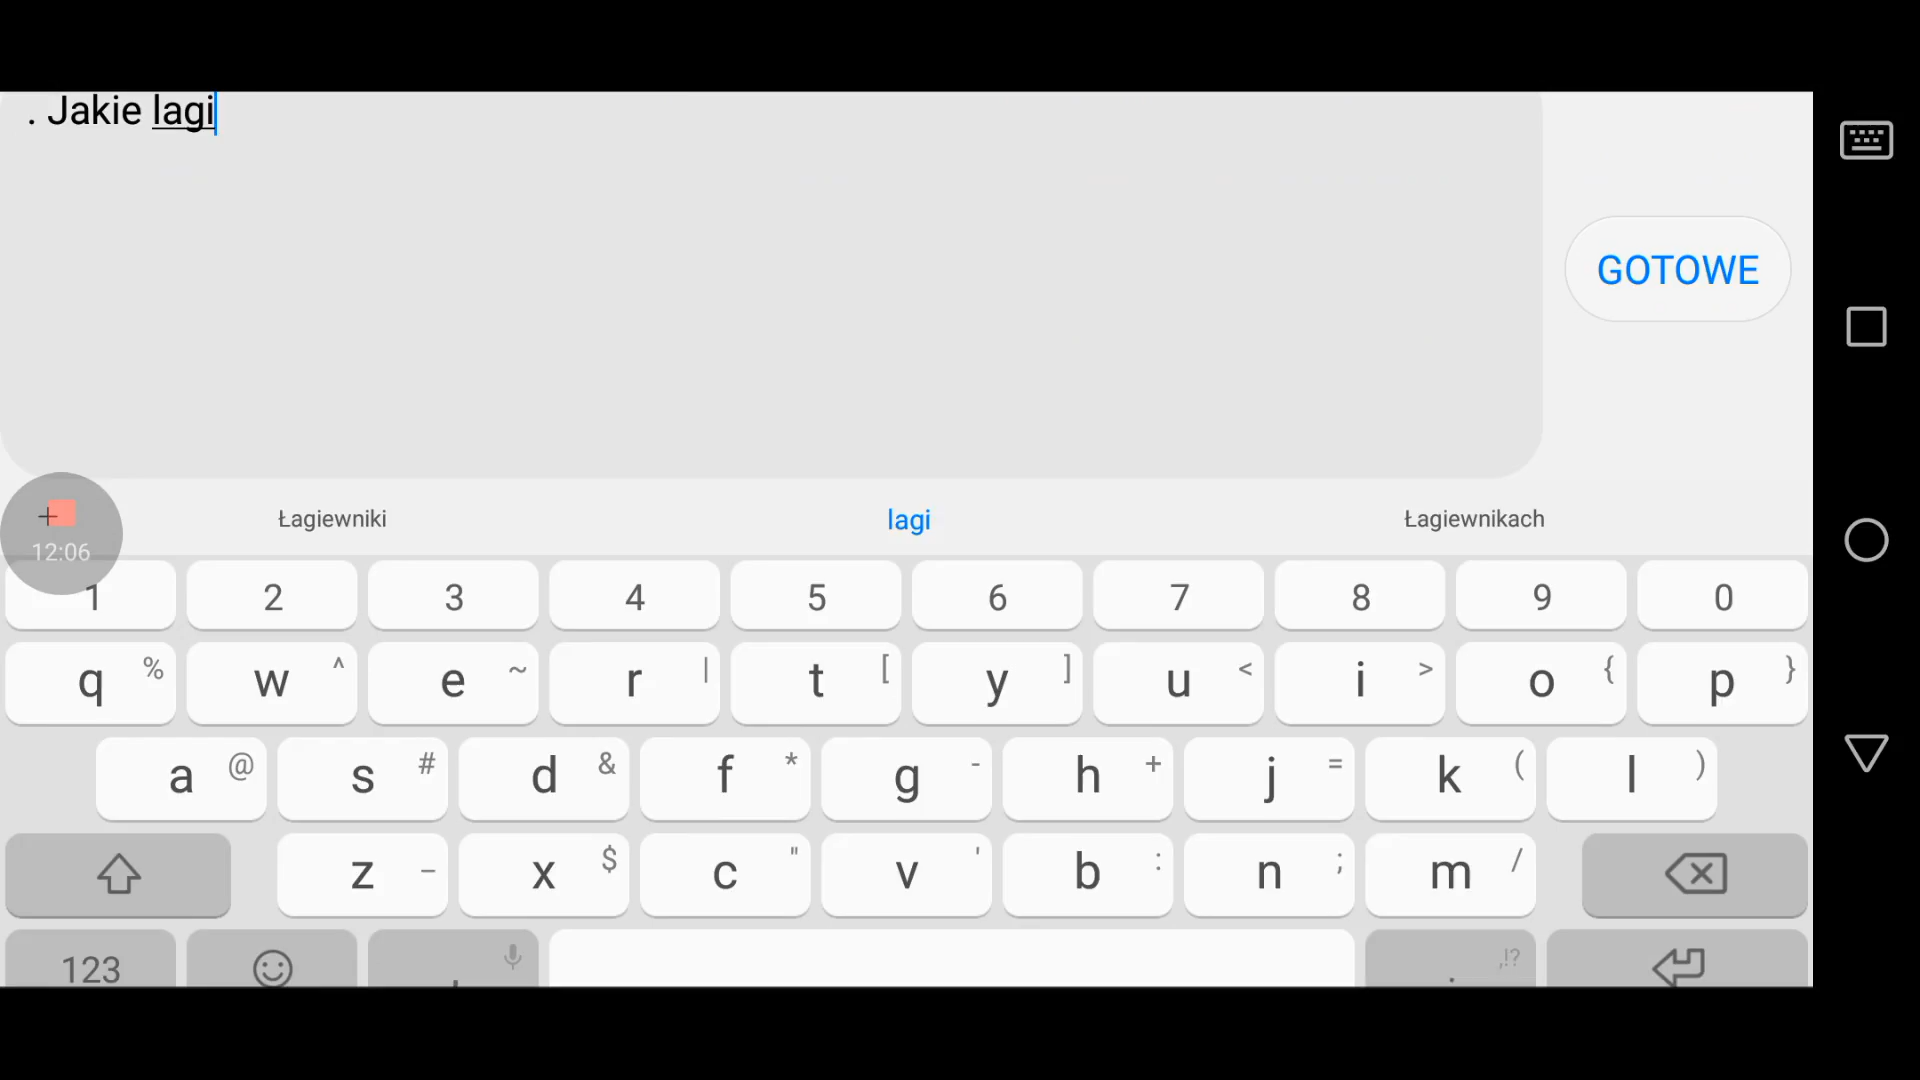 . Jakie lagi
GOTOWE
12:06
Łagiewniki lagi Łagiewnikach
1 2 3 4 5 6 7 8 9 0
q % w ^ e ~ r | t [ y ] u < i > o { p }
a @ s # d & f * g - h + j = k ( l )
z – x $ c " v ' b : n ; m /
123 , . ,!?